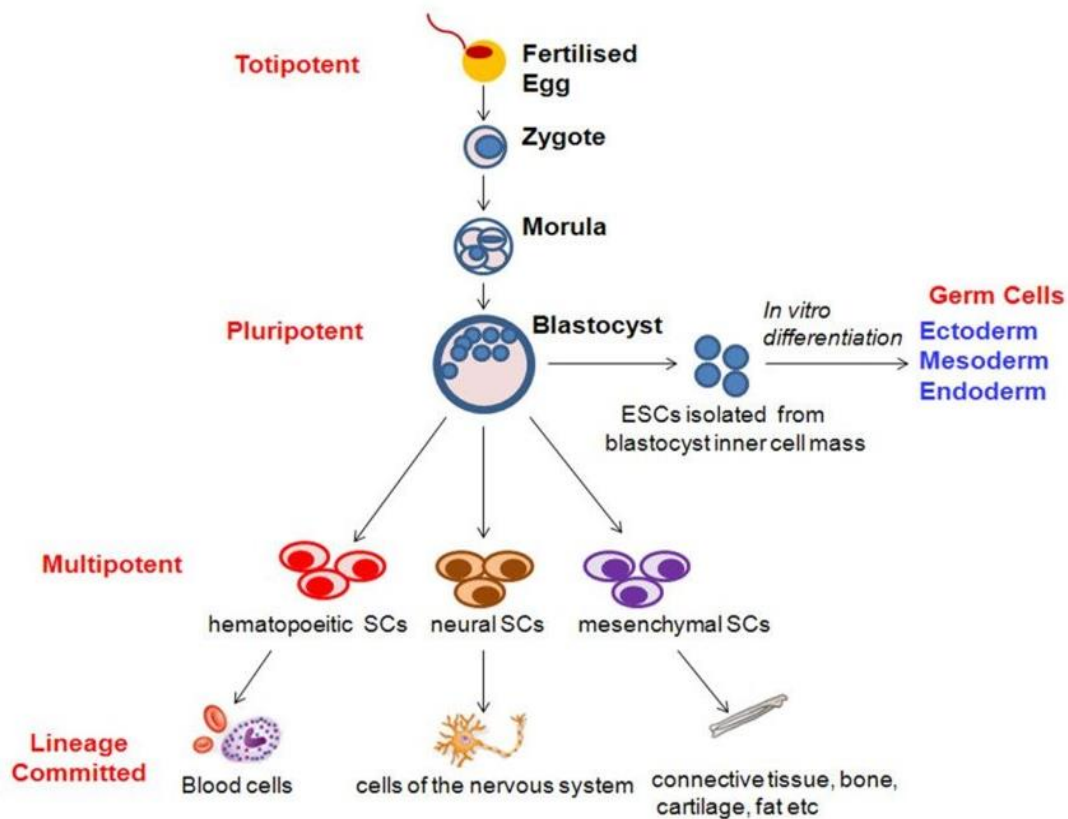 Totipotent
Fertilised
Egg
Zygote
Morula
Pluripotent
Blastocyst
In vitro
differentiation
Germ Cells
Ectoderm
Mesoderm
Endoderm
ESCs isolated from
blastocyst inner cell mass
Multipotent
hematopoeitic SCs
neural SCs
mesenchymal SCs
Lineage
Committed
Blood cells
cells of the nervous system
connective tissue, bone,
cartilage, fat etc